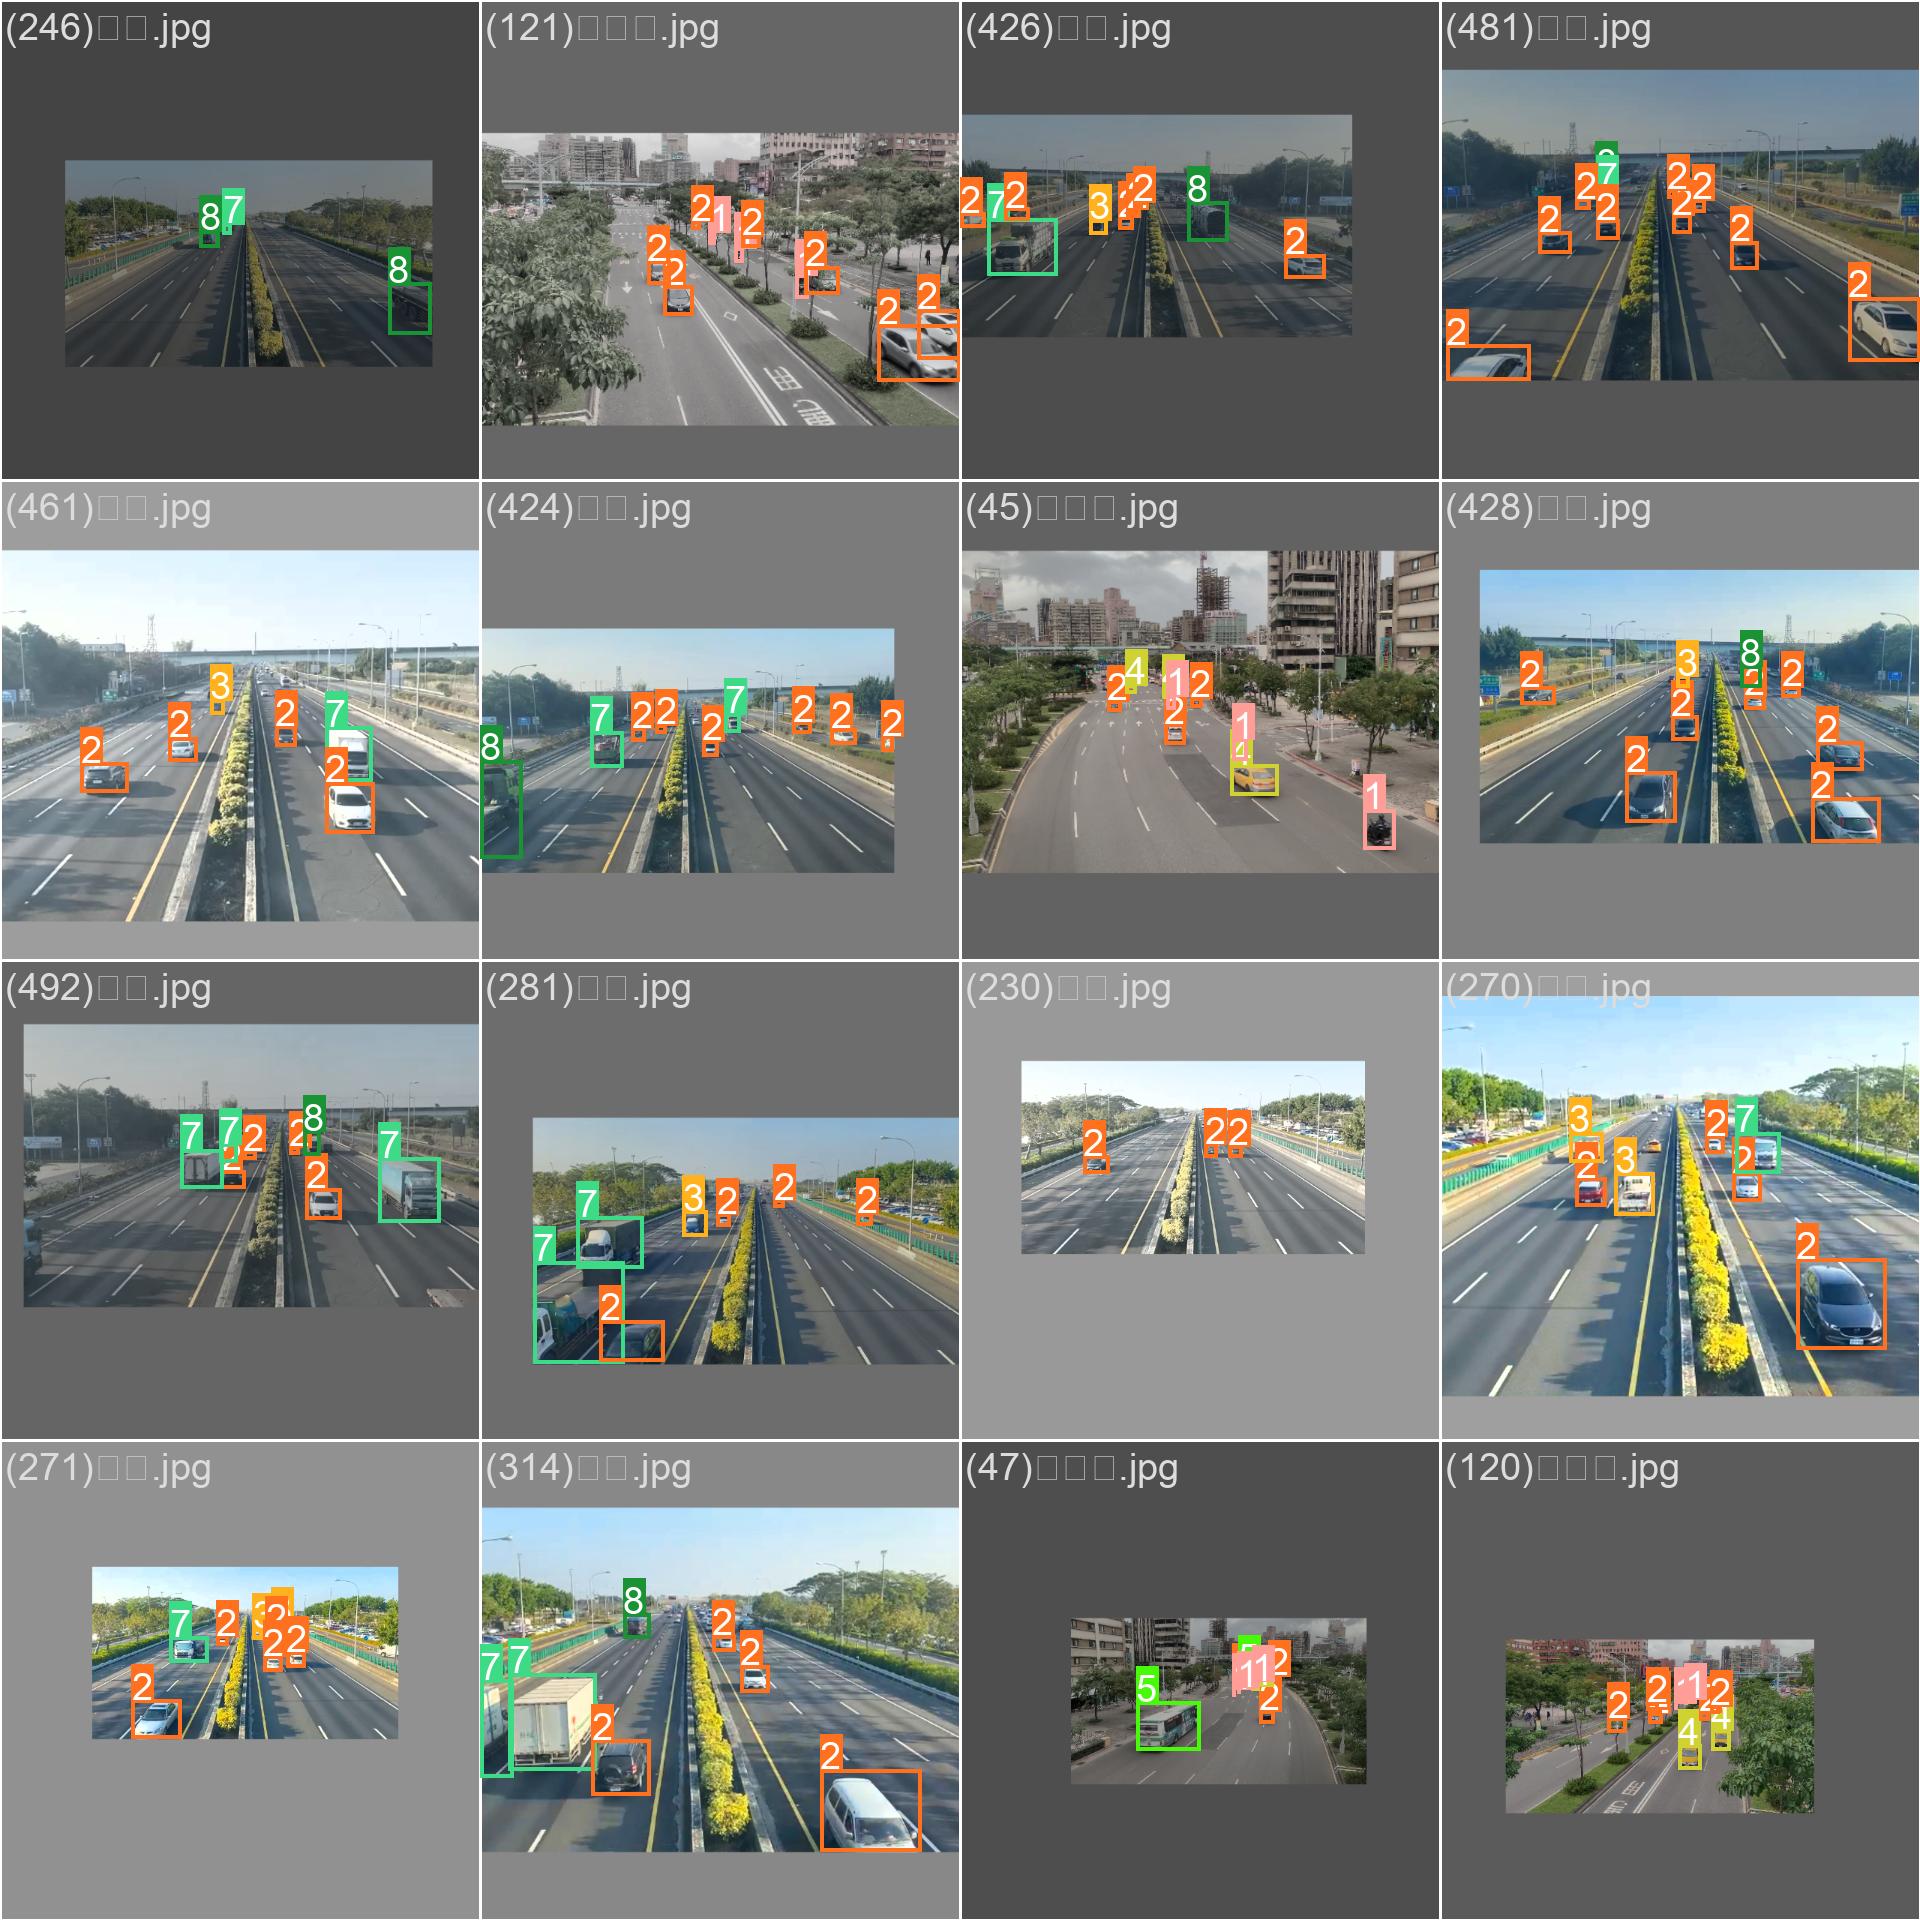 (246)□□.jpg
(121)□□□.jpg
(426)□□.jpg
(481)□□.jpg
8 7
2 1 2 2 2 2 2 2
2 7 2 3 2 2 2 8 2
2 2 2 7 2 2 2 2 2 2
(461)□□.jpg
(424)□□.jpg
(45)□□□.jpg
(428)□□.jpg
2 2 3 2 7 2
8 7 2 2 2 7 2 2 2
2 4 1 2 2 1 4 1
2 3 2 2 8 2 2 2 2
(492)□□.jpg
(281)□□.jpg
(230)□□.jpg
(270)□□.jpg
7 7 2 2 2 8 2 7
7 7 2 3 2 2 2
2 2 2
3 2 3 2 7 2 2
(271)□□.jpg
(314)□□.jpg
(47)□□□.jpg
(120)□□□.jpg
7 2 2 3 2 2 2
7 7 8 2 2 2 2
5 5 1 1 2 2
2 2 1 2 2 4 4